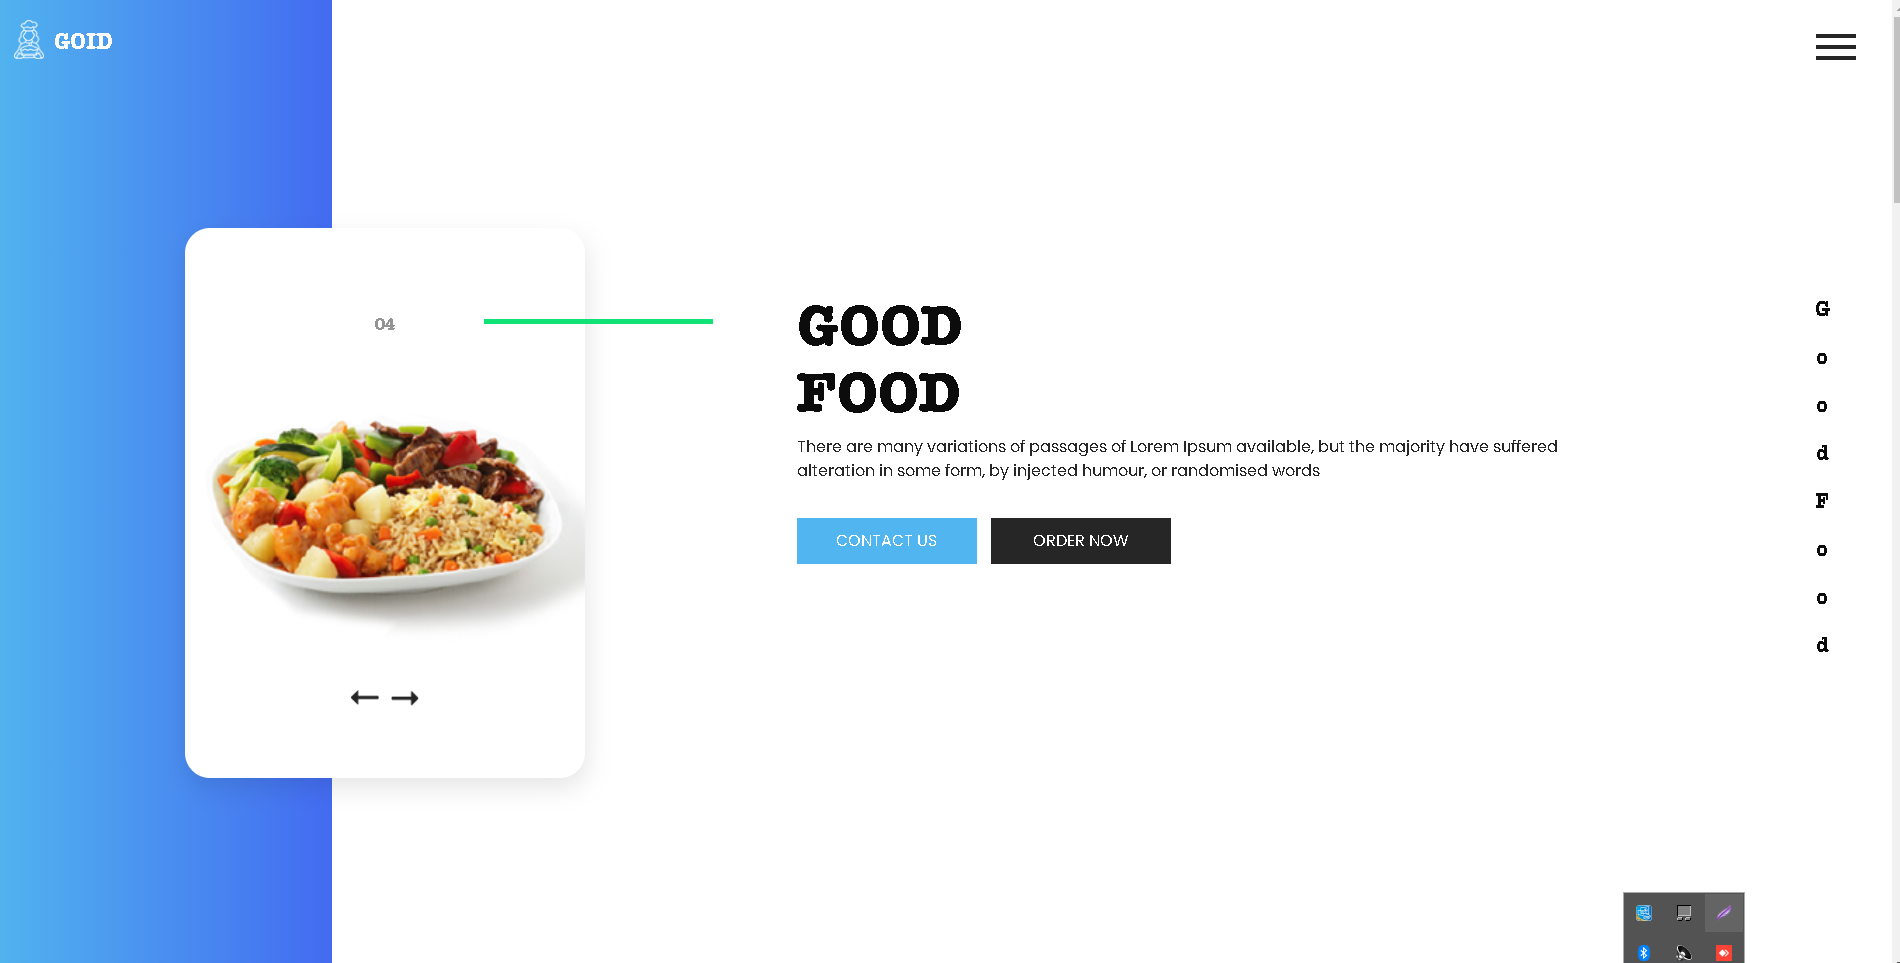 GOID
04
GOOD
FOOD
There are many variations of passages of Lorem Ipsum available, but the majority have suffered
alteration in some form, by injected humour, or randomised words
CONTACT US
ORDER NOW
G
o
o
d
F
o
o
d